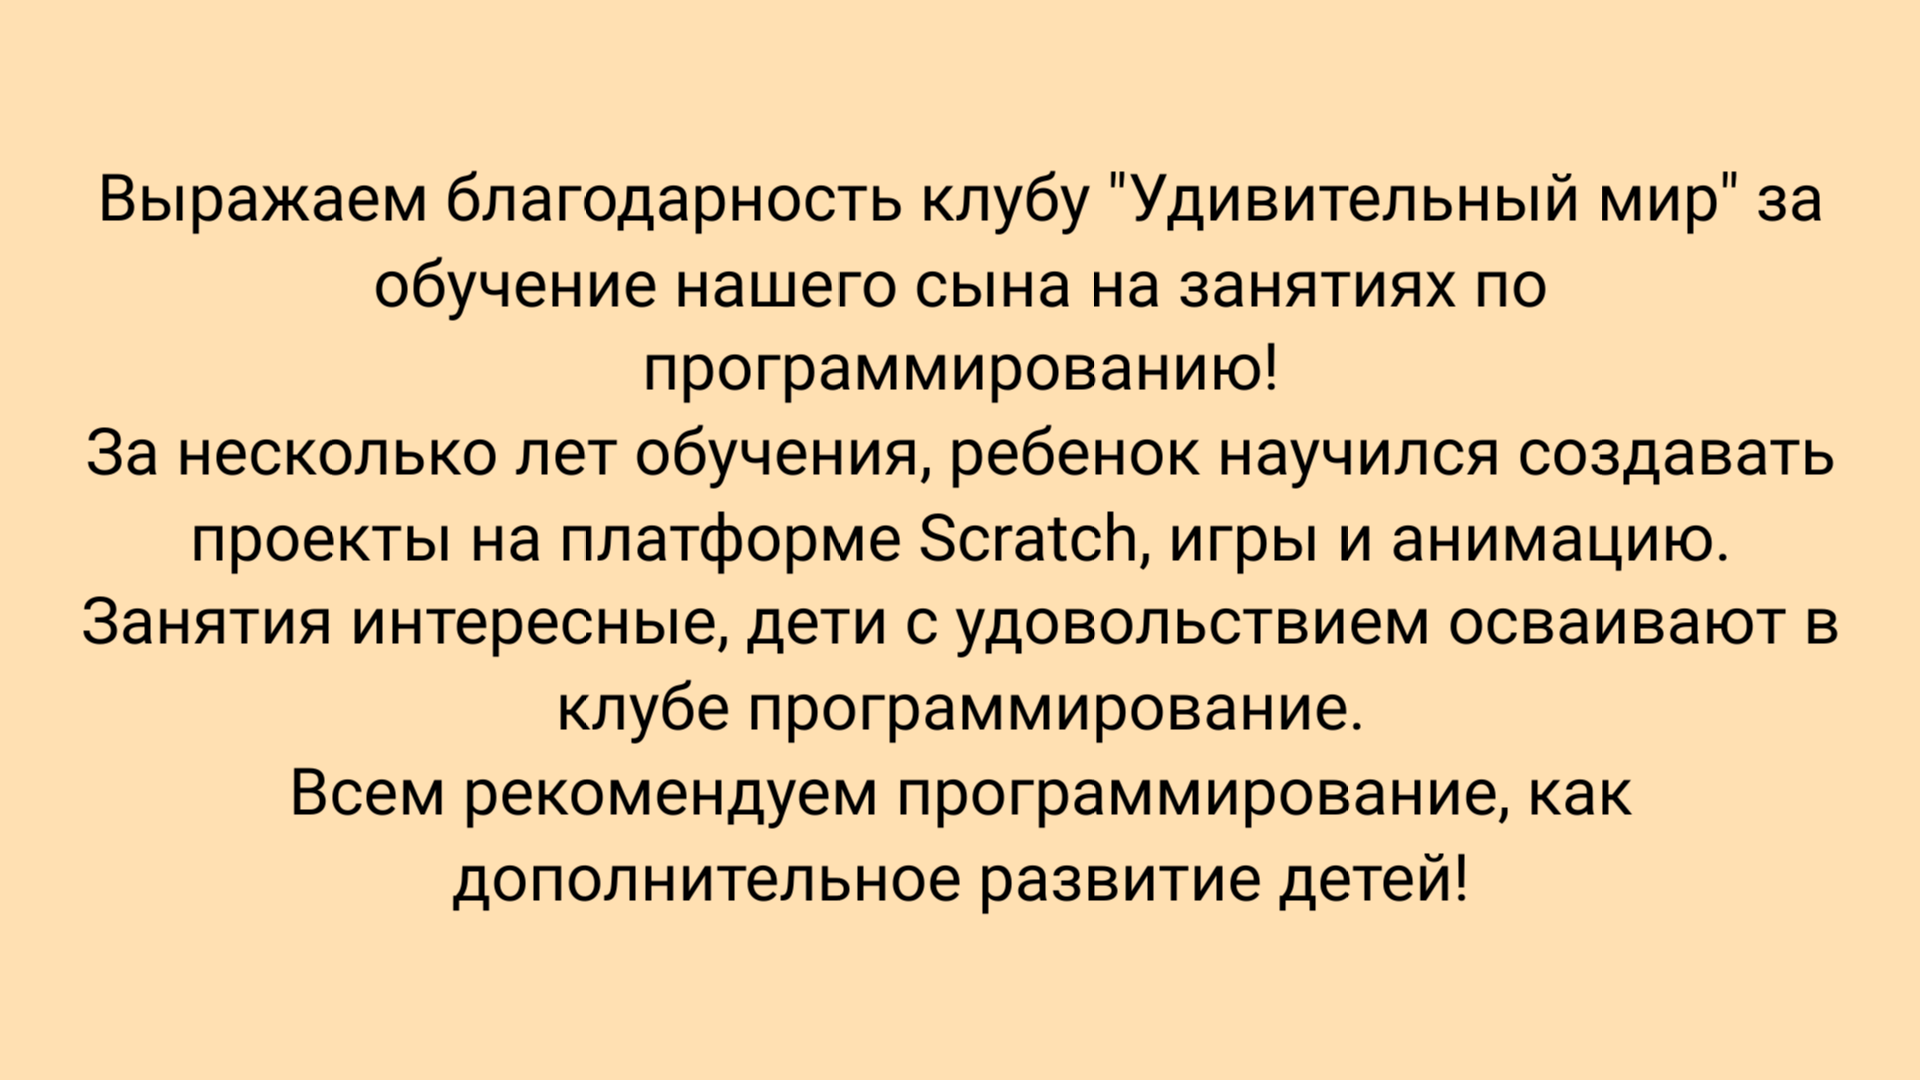 Выражаем благодарность клубу "Удивительный мир" за
обучение нашего сына на занятиях по
программированию!
За несколько лет обучения, ребенок научился создавать
проекты на платформе Scratch, игры и анимацию.
Занятия интересные, дети с удовольствием осваивают в
клубе программирование.
Всем рекомендуем программирование, как
дополнительное развитие детей!